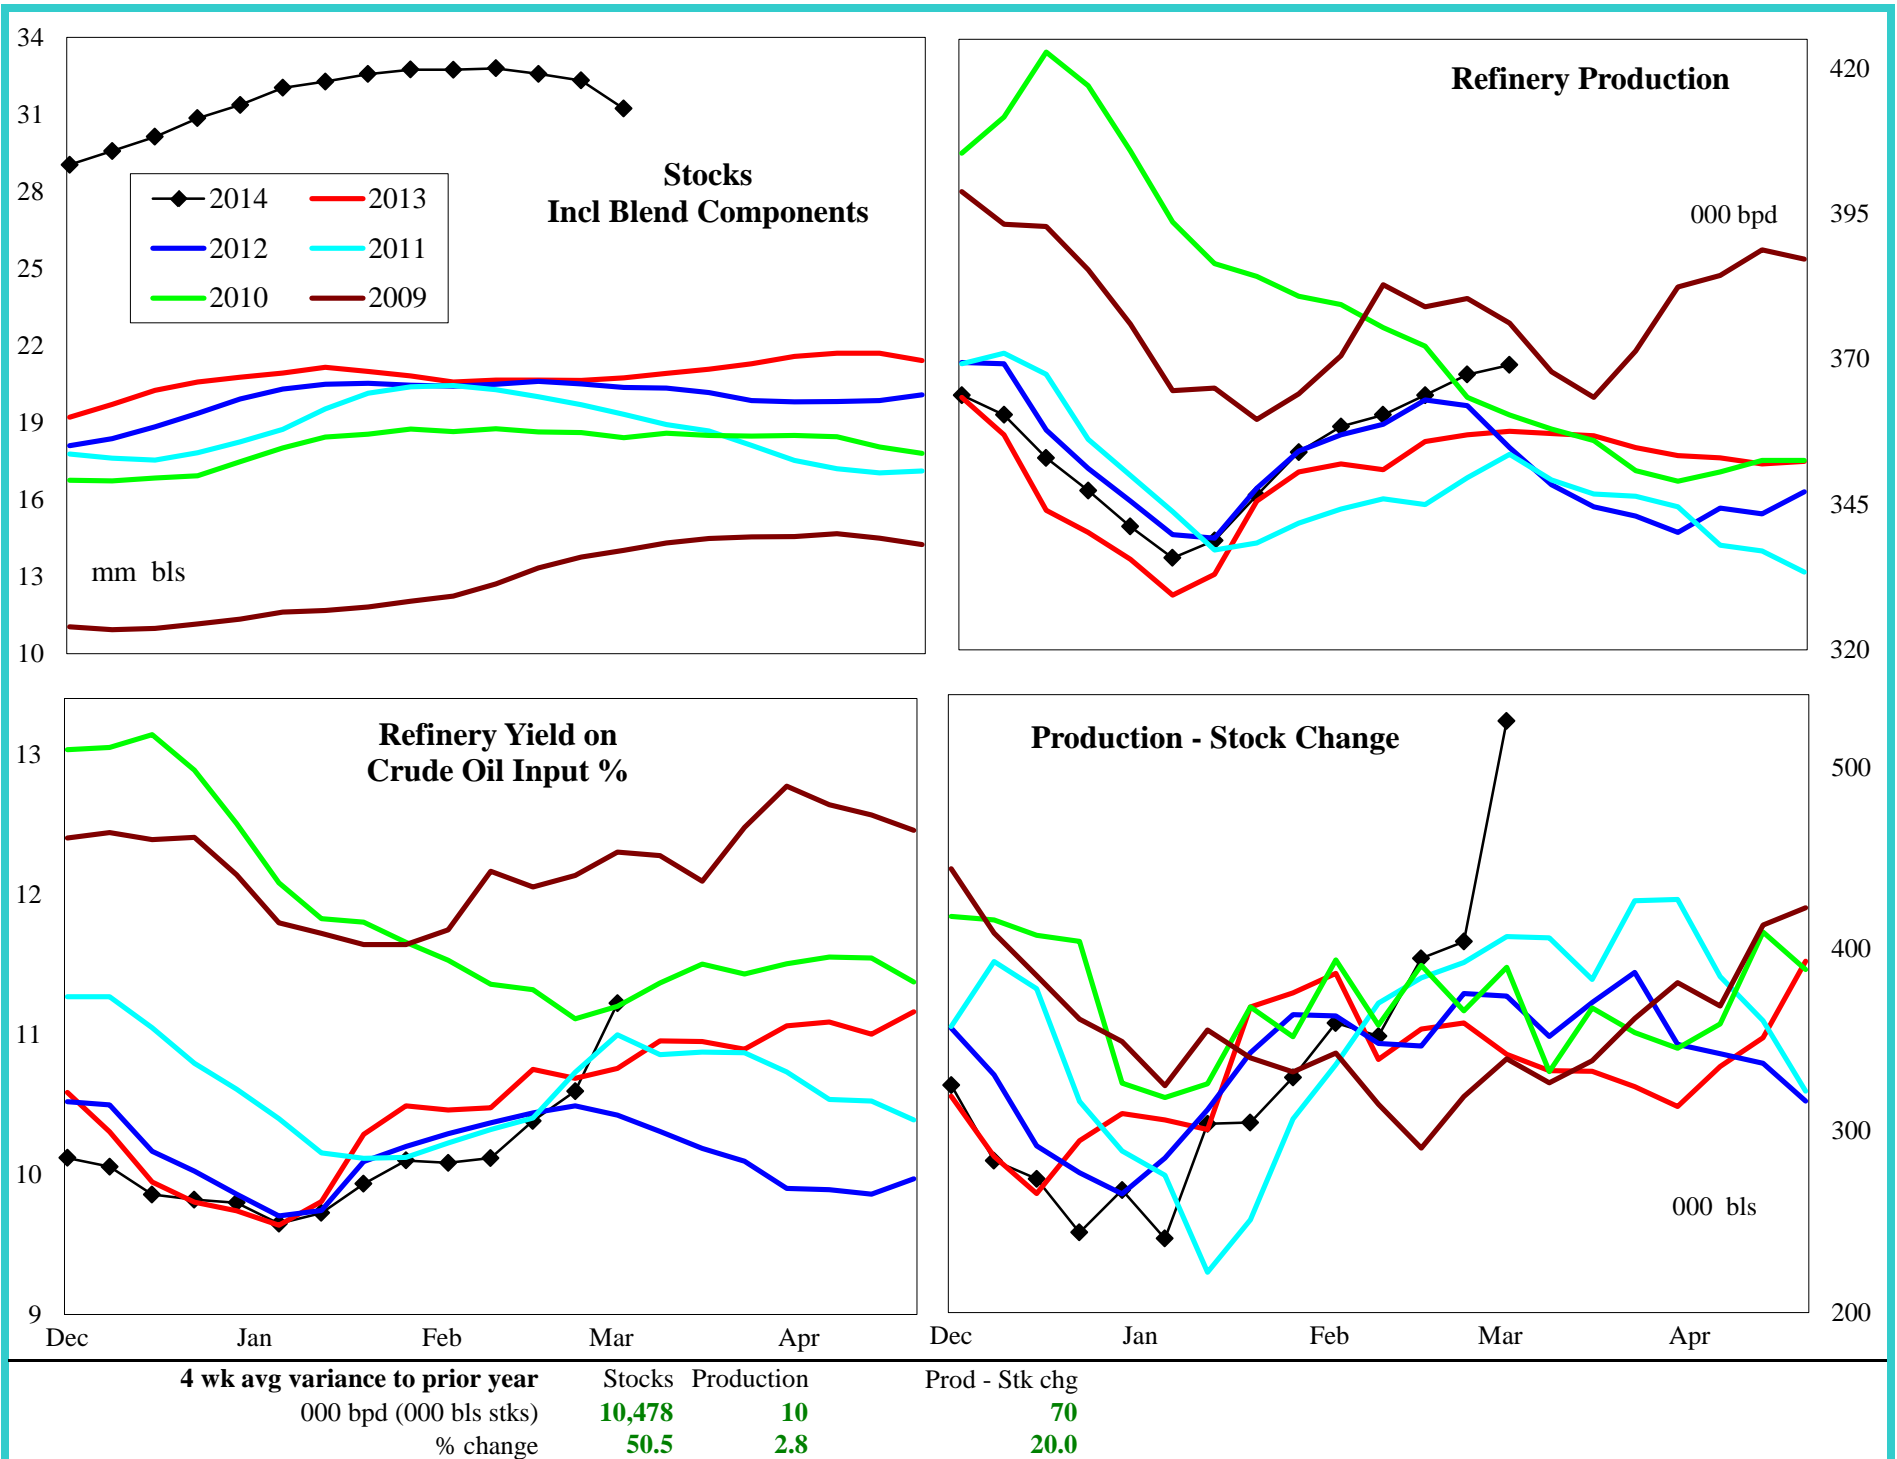 34
31
28
25
22
19
16
13
10
Stocks
Incl Blend Components
2014 2013
2012 2011
2010 2009
mm bls
Refinery Production
000 bpd
420
395
370
345
320
Refinery Yield on
Crude Oil Input %
13
12
11
10
9
Dec Jan Feb Mar Apr
Production - Stock Change
000 bls
500
400
300
200
Dec Jan Feb Mar Apr
4 wk avg variance to prior year Stocks Production Prod - Stk chg
000 bpd (000 bls stks) 10,478 10 70
% change 50.5 2.8 20.0